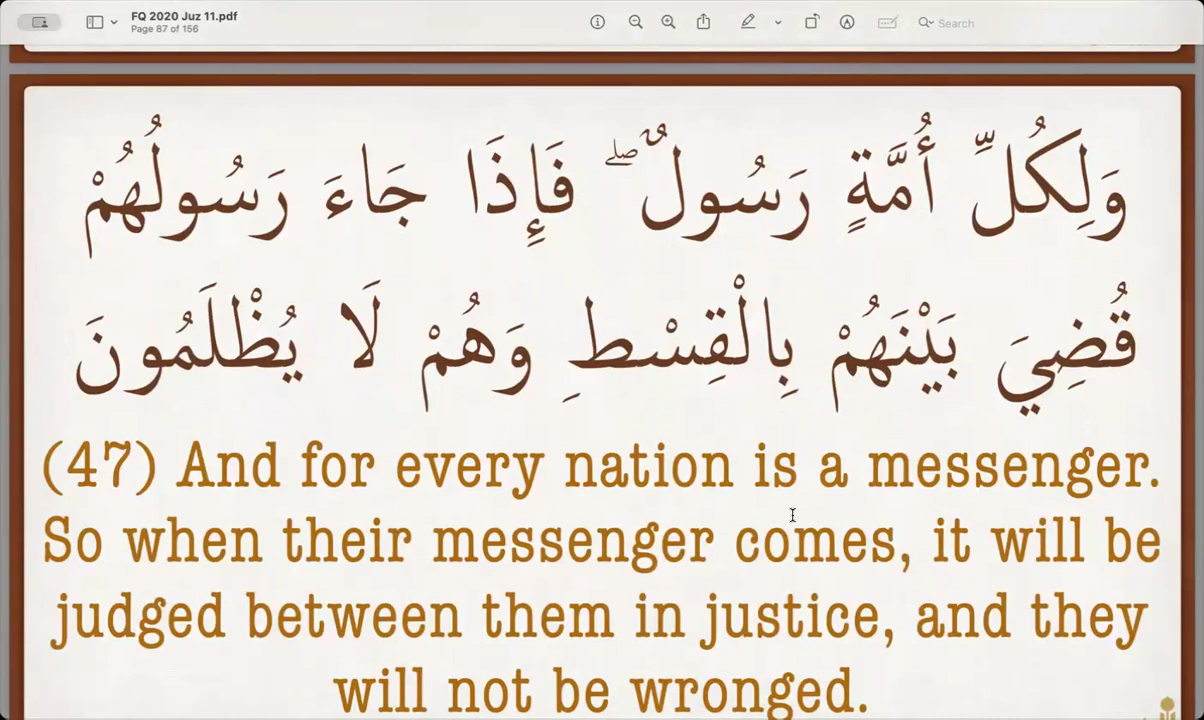 FQ 2020 Juz 11.pdf
Page 87 of 156
Search
وَلِكُلِّ أُمَّةٍ رَسُولٌ ۖ فَإِذَا جَاءَ رَسُولُهُمْ
قُضِيَ بَيْنَهُمْ بِالْقِسْطِ وَهُمْ لَا يُظْلَمُونَ
(47) And for every nation is a messenger.
So when their messenger comes, it will be
judged between them in justice, and they
will not be wronged.